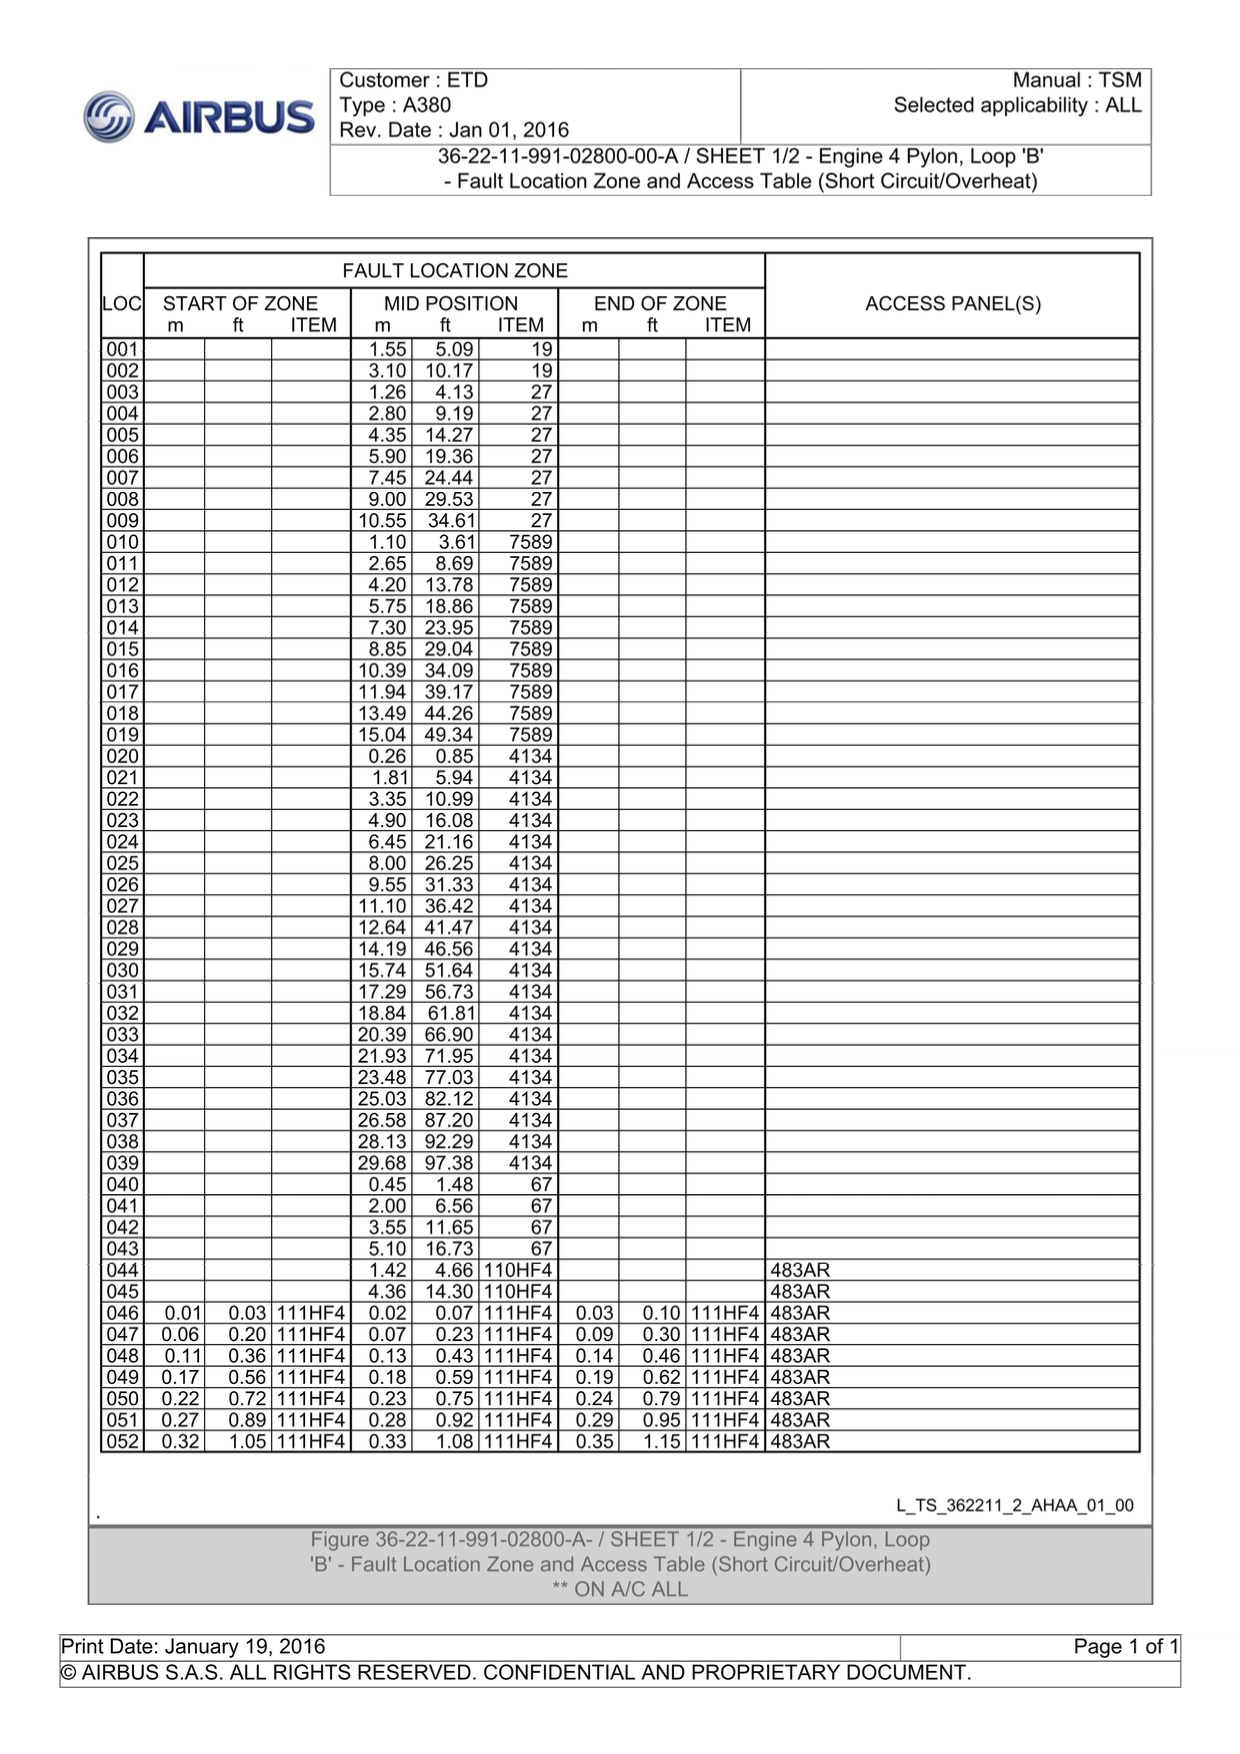 AIRBUS
Customer : ETD
Type : A380
Rev. Date : Jan 01, 2016
Manual : TSM
Selected applicability : ALL
36-22-11-991-02800-00-A / SHEET 1/2 - Engine 4 Pylon, Loop 'B'
- Fault Location Zone and Access Table (Short Circuit/Overheat)
FAULT LOCATION ZONE
LOC START OF ZONE MID POSITION END OF ZONE ACCESS PANEL(S)
m ft ITEM m ft ITEM m ft ITEM
001 1.55 5.09 19
002 3.10 10.17 19
003 1.26 4.13 27
004 2.80 9.19 27
005 4.35 14.27 27
006 5.90 19.36 27
007 7.45 24.44 27
008 9.00 29.53 27
009 10.55 34.61 27
010 1.10 3.61 7589
011 2.65 8.69 7589
012 4.20 13.78 7589
013 5.75 18.86 7589
014 7.30 23.95 7589
015 8.85 29.04 7589
016 10.39 34.09 7589
017 11.94 39.17 7589
018 13.49 44.26 7589
019 15.04 49.34 7589
020 0.26 0.85 4134
021 1.81 5.94 4134
022 3.35 10.99 4134
023 4.90 16.08 4134
024 6.45 21.16 4134
025 8.00 26.25 4134
026 9.55 31.33 4134
027 11.10 36.42 4134
028 12.64 41.47 4134
029 14.19 46.56 4134
030 15.74 51.64 4134
031 17.29 56.73 4134
032 18.84 61.81 4134
033 20.39 66.90 4134
034 21.93 71.95 4134
035 23.48 77.03 4134
036 25.03 82.12 4134
037 26.58 87.20 4134
038 28.13 92.29 4134
039 29.68 97.38 4134
040 0.45 1.48 67
041 2.00 6.56 67
042 3.55 11.65 67
043 5.10 16.73 67
044 1.42 4.66 110HF4 483AR
045 4.36 14.30 110HF4 483AR
046 0.01 0.03 111HF4 0.02 0.07 111HF4 0.03 0.10 111HF4 483AR
047 0.06 0.20 111HF4 0.07 0.23 111HF4 0.09 0.30 111HF4 483AR
048 0.11 0.36 111HF4 0.13 0.43 111HF4 0.14 0.46 111HF4 483AR
049 0.17 0.56 111HF4 0.18 0.59 111HF4 0.19 0.62 111HF4 483AR
050 0.22 0.72 111HF4 0.23 0.75 111HF4 0.24 0.79 111HF4 483AR
051 0.27 0.89 111HF4 0.28 0.92 111HF4 0.29 0.95 111HF4 483AR
052 0.32 1.05 111HF4 0.33 1.08 111HF4 0.35 1.15 111HF4 483AR
L_TS_362211_2_AHAA_01_00
.
Figure 36-22-11-991-02800-A- / SHEET 1/2 - Engine 4 Pylon, Loop
'B' - Fault Location Zone and Access Table (Short Circuit/Overheat)
** ON A/C ALL
Print Date: January 19, 2016
Page 1 of 1
© AIRBUS S.A.S. ALL RIGHTS RESERVED. CONFIDENTIAL AND PROPRIETARY DOCUMENT.